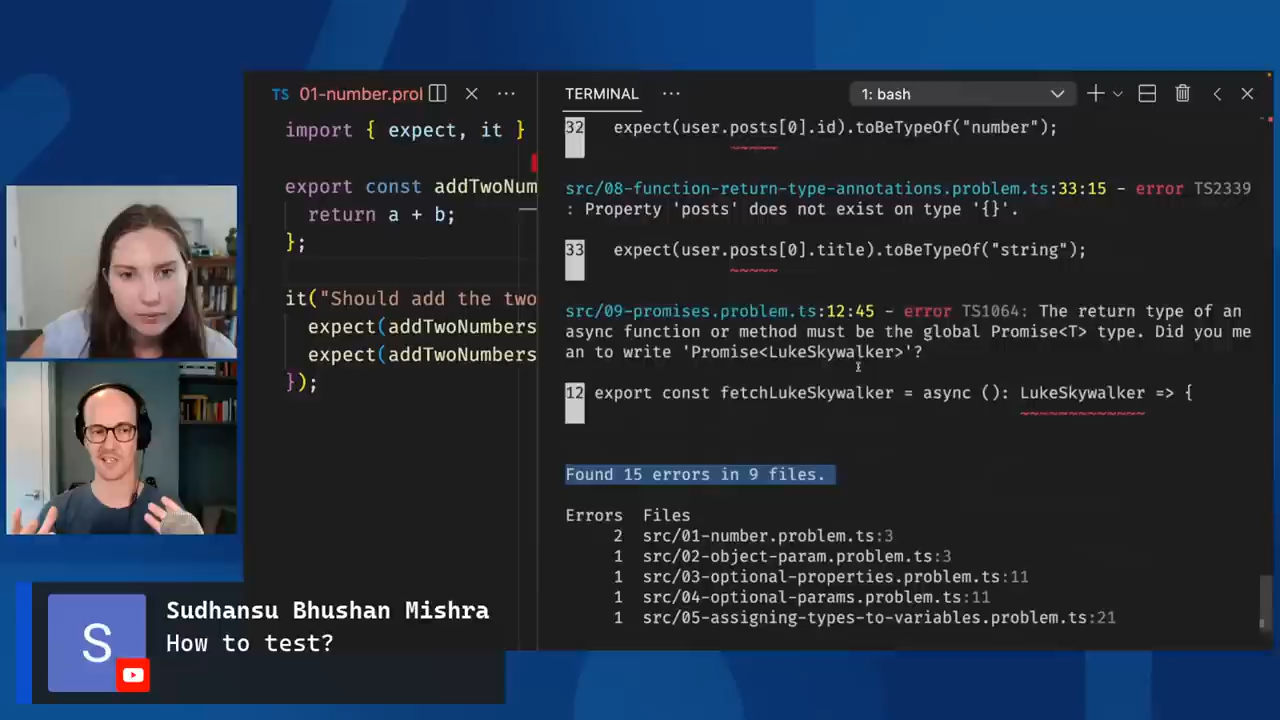 TS 01-number.prol
import { expect, it }
export const addTwoNum
return a + b;
};
it("Should add the two
expect(addTwoNumbers
expect(addTwoNumbers
});
TERMINAL
1: bash
32 expect(user.posts[0].id).toBeTypeOf("number");
src/08-function-return-type-annotations.problem.ts:33:15 - error TS2339
: Property 'posts' does not exist on type '{}'.
33 expect(user.posts[0].title).toBeTypeOf("string");
src/09-promises.problem.ts:12:45 - error TS1064: The return type of an
async function or method must be the global Promise<T> type. Did you me
an to write 'Promise<LukeSkywalker>'?
12 export const fetchLukeSkywalker = async (): LukeSkywalker => {
Found 15 errors in 9 files.
Errors Files
2 src/01-number.problem.ts:3
1 src/02-object-param.problem.ts:3
1 src/03-optional-properties.problem.ts:11
1 src/04-optional-params.problem.ts:11
1 src/05-assigning-types-to-variables.problem.ts:21
S
Sudhansu Bhushan Mishra
How to test?